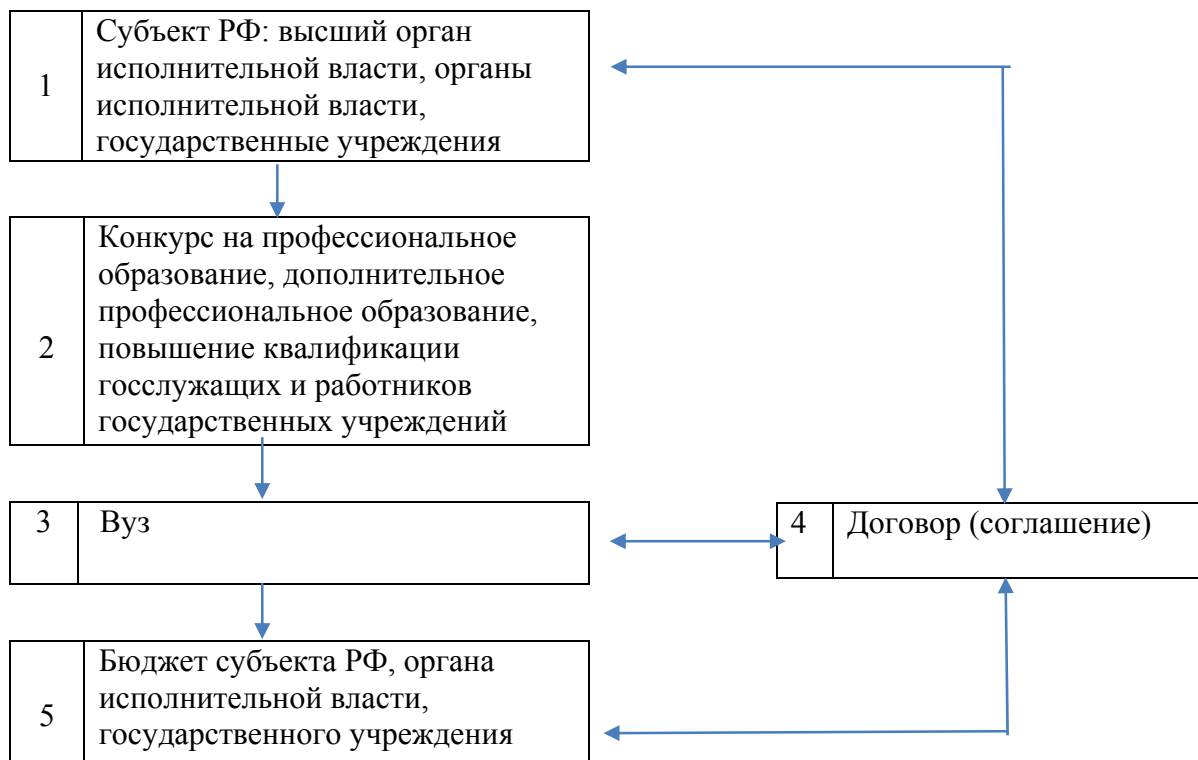 1
Субъект РФ: высший орган
исполнительной власти, органы
исполнительной власти,
государственные учреждения
2
Конкурс на профессиональное
образование, дополнительное
профессиональное образование,
повышение квалификации
госслужащих и работников
государственных учреждений
3
Вуз
4
Договор (соглашение)
5
Бюджет субъекта РФ, органа
исполнительной власти,
государственного учреждения